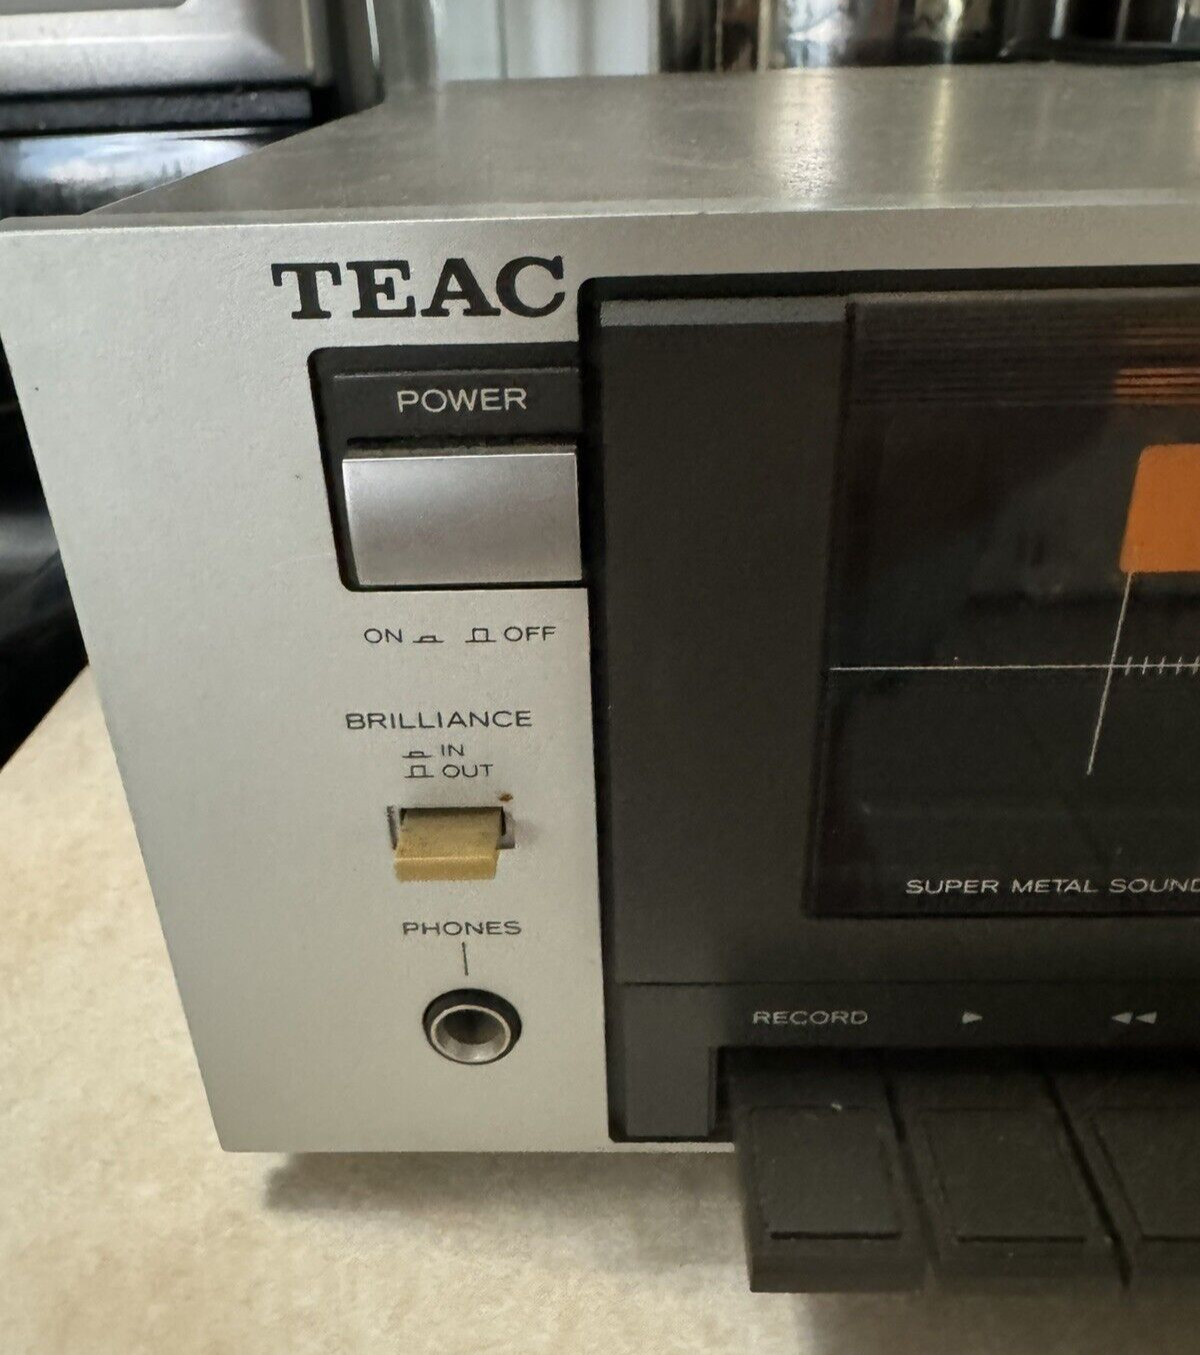 TEAC
POWER
ON OFF
BRILLIANCE
IN
OUT
PHONES
SUPER METAL SOUND
RECORD